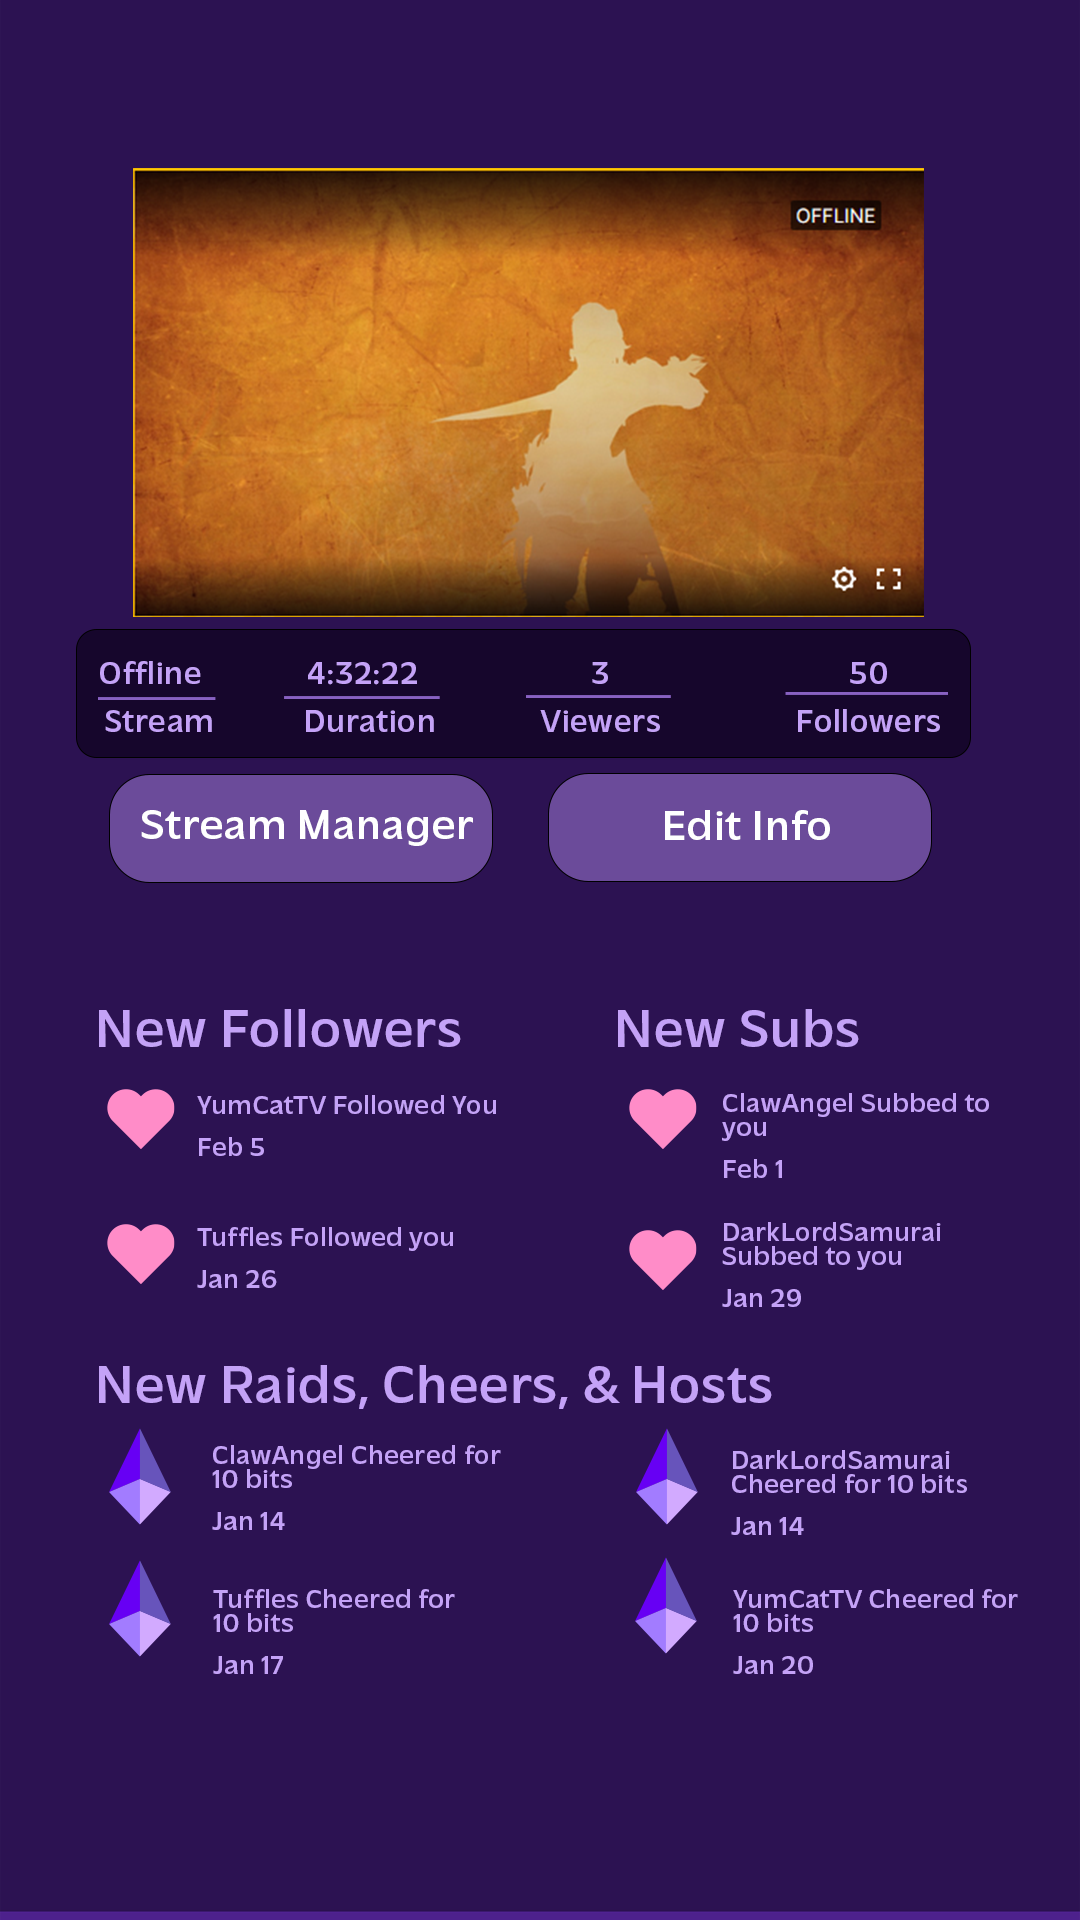 OFFLINE
Offline 4:32:22 3 50
Stream Duration Viewers Followers
Stream Manager Edit Info
New Followers
YumCatTV Followed You
Feb 5
Tuffles Followed you
Jan 26
New Subs
ClawAngel Subbed to
you
Feb 1
DarkLordSamurai
Subbed to you
Jan 29
New Raids, Cheers, & Hosts
ClawAngel Cheered for
10 bits
Jan 14
DarkLordSamurai
Cheered for 10 bits
Jan 14
Tuffles Cheered for
10 bits
Jan 17
YumCatTV Cheered for
10 bits
Jan 20